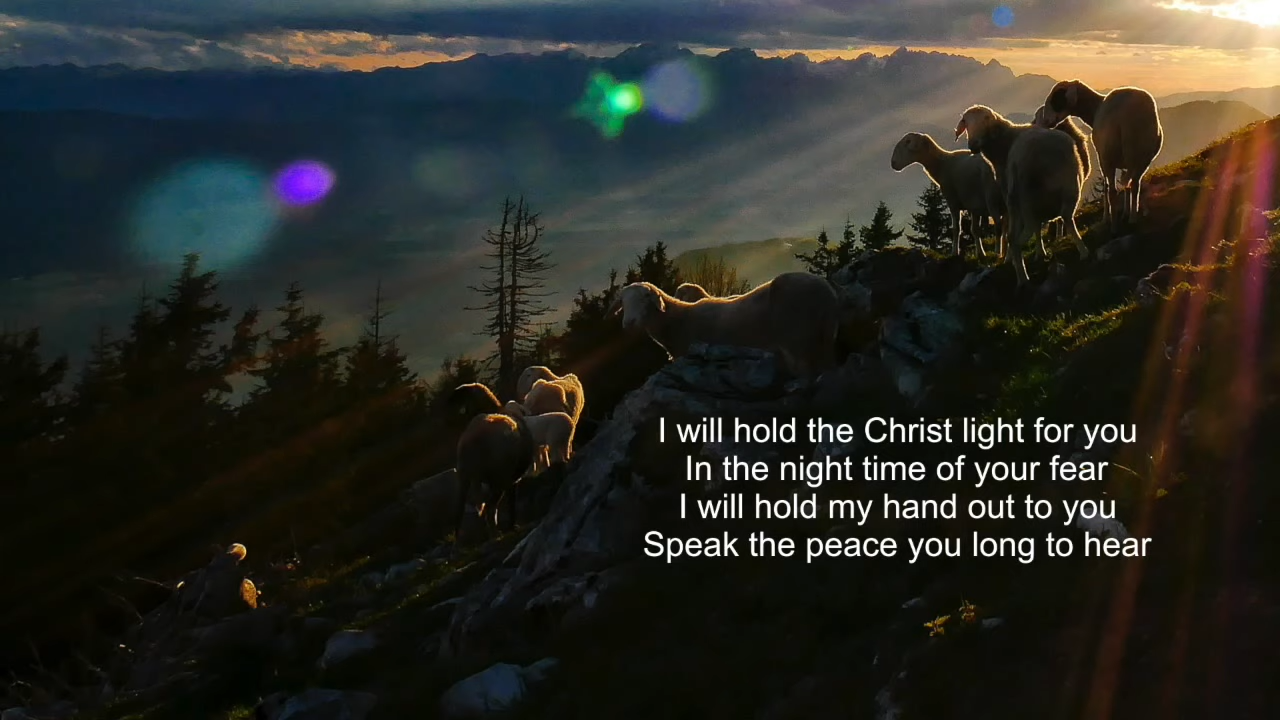 I will hold the Christ light for you
In the night time of your fear
I will hold my hand out to you
Speak the peace you long to hear